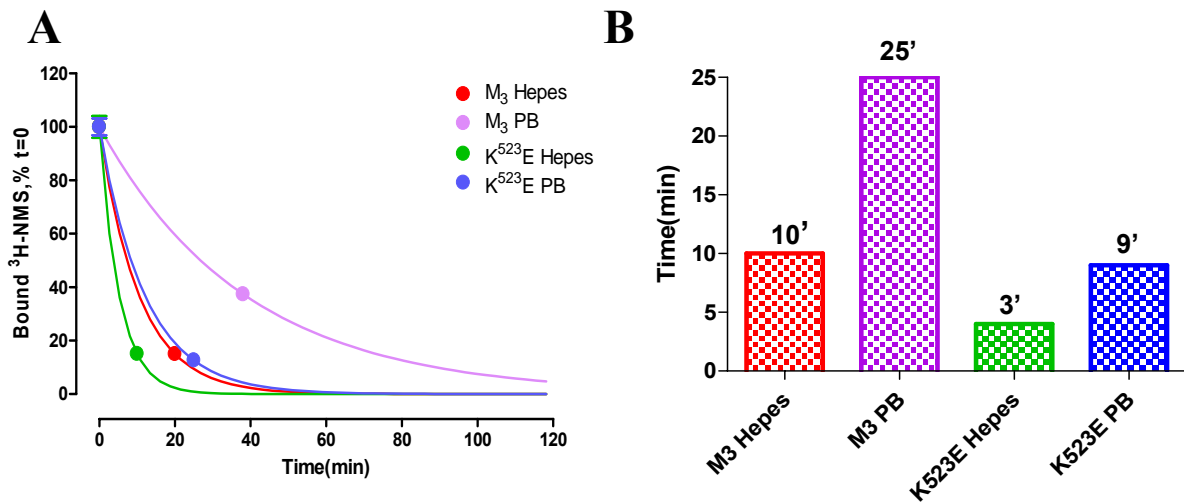 A
120
100
80
60
40
20
0
0 20 40 60 80 100 120
Bound ³H-NMS,% t=0
Time(min)
M₃ Hepes
M₃ PB
K⁵²³E Hepes
K⁵²³E PB
B
25
20
15
10
5
0
Time(min)
10’
25’
3’
9’
M3 Hepes
M3 PB
K523E Hepes
K523E PB